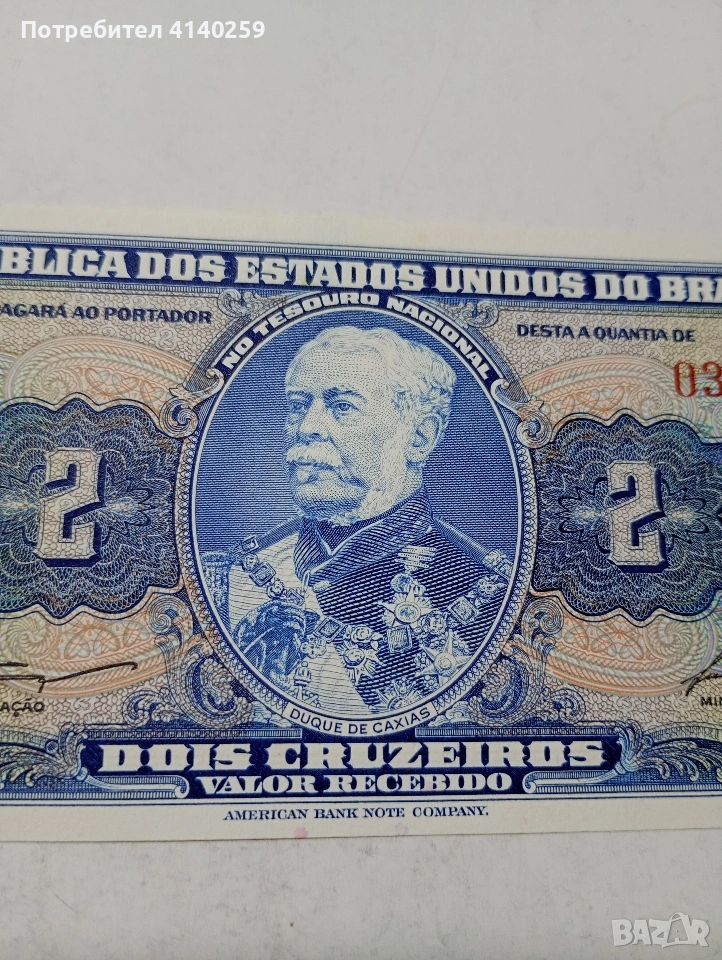 Потребител 4140259
BLICA DOS ESTADOS UNIDOS DO BRA
AGARÁ AO PORTADOR
NO TESOURO NACIONAL
DESTA A QUANTIA DE
03
2
2
DUQUE DE CAXIAS
AÇÃO
MIN
DOIS CRUZEIROS
VALOR RECEBIDO
AMERICAN BANK NOTE COMPANY.
BAZAR